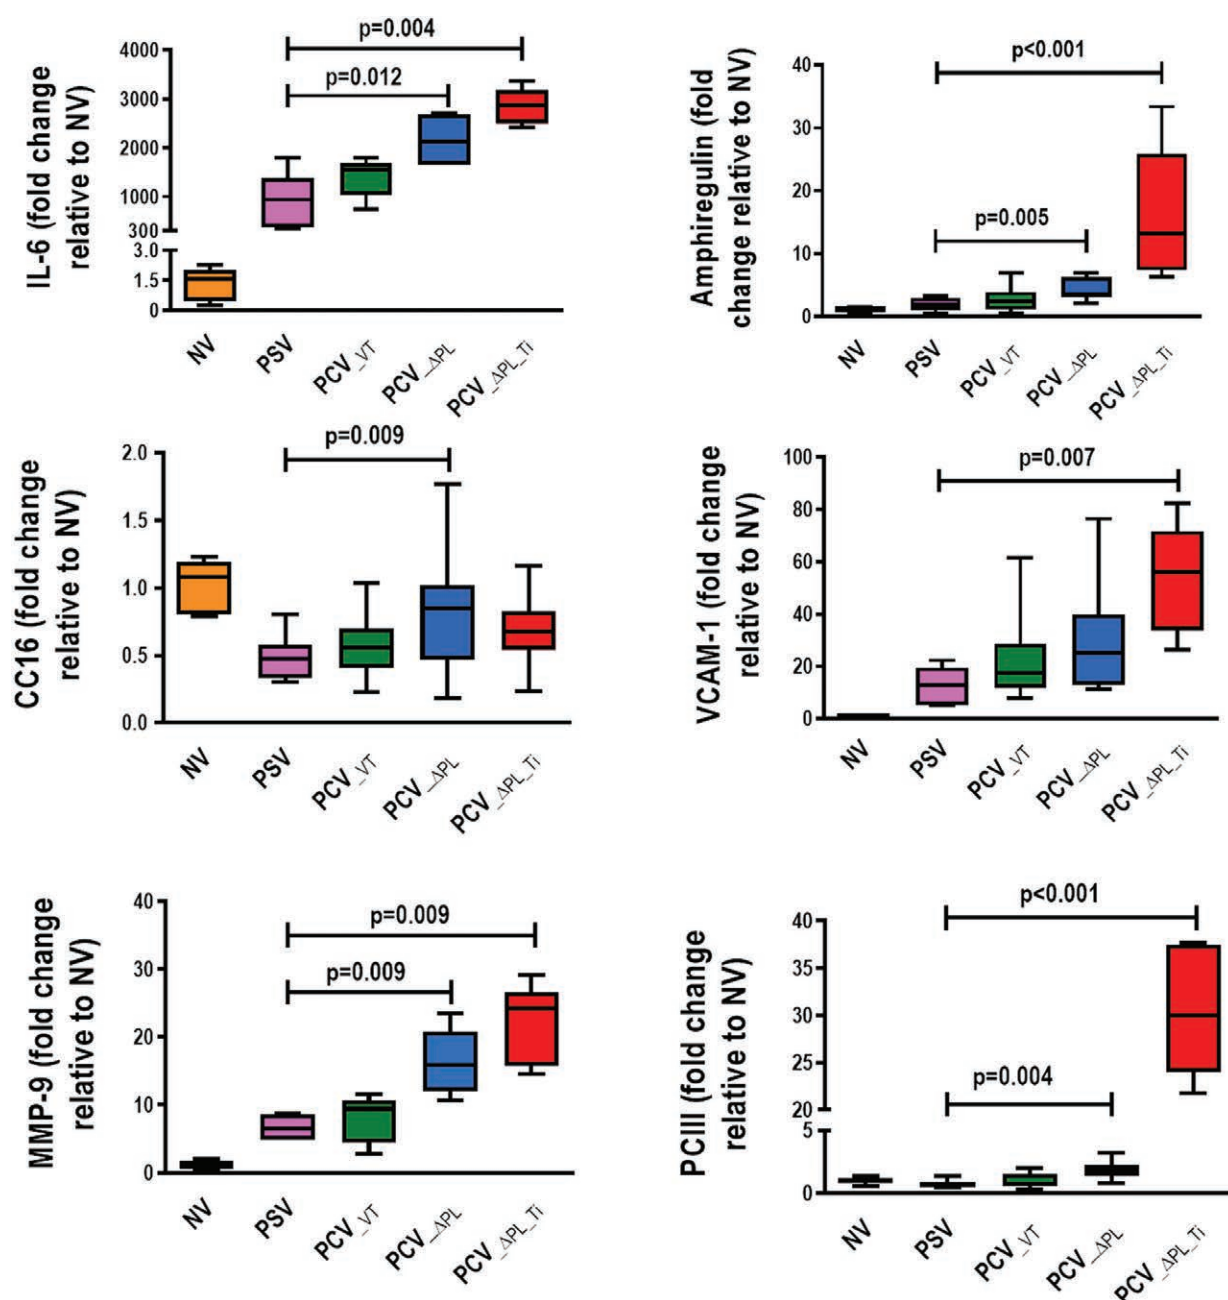 IL-6 (fold change
relative to NV)
4000
3000
2000
1000
300
3.0
1.5
0
p=0.004
p=0.012
NV
PSV
PCV_VT
PCV_ΔPL
PCV_ΔPL_Ti
Amphiregulin (fold
change relative to NV)
40
30
20
10
0
p<0.001
p=0.005
NV
PSV
PCV_VT
PCV_ΔPL
PCV_ΔPL_Ti
CC16 (fold change
relative to NV)
2.0
1.5
1.0
0.5
0.0
p=0.009
NV
PSV
PCV_VT
PCV_ΔPL
PCV_ΔPL_Ti
VCAM-1 (fold change
relative to NV)
100
80
60
40
20
0
p=0.007
NV
PSV
PCV_VT
PCV_ΔPL
PCV_ΔPL_Ti
MMP-9 (fold change
relative to NV)
40
30
20
10
0
p=0.009
p=0.009
NV
PSV
PCV_VT
PCV_ΔPL
PCV_ΔPL_Ti
PCIII (fold change
relative to NV)
40
35
30
25
20
5
0
p<0.001
p=0.004
NV
PSV
PCV_VT
PCV_ΔPL
PCV_ΔPL_Ti